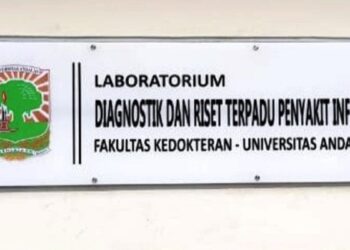 LABORATORIUM
DIAGNOSTIK DAN RISET TERPADU PENYAKIT INF
FAKULTAS KEDOKTERAN - UNIVERSITAS ANDA